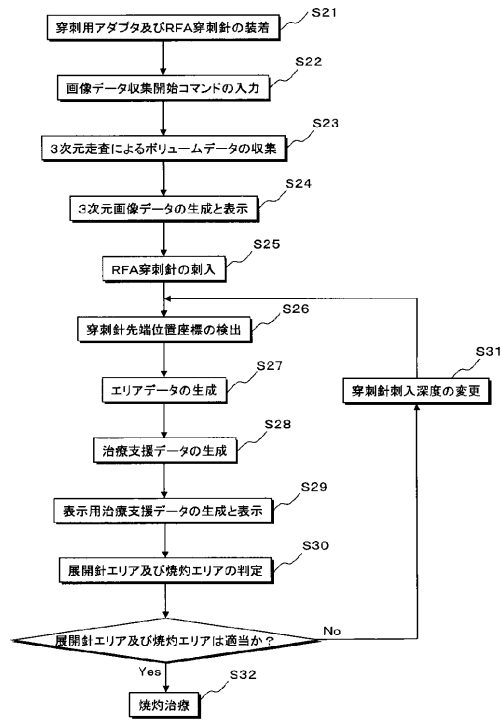 S21
穿刺用アダプタ及びRFA穿刺針の装着
S22
画像データ収集開始コマンドの入力
S23
3次元走査によるボリュームデータの収集
S24
3次元画像データの生成と表示
S25
RFA穿刺針の刺入
S26
穿刺針先端位置座標の検出
S27
エリアデータの生成
S28
治療支援データの生成
S29
表示用治療支援データの生成と表示
S30
展開針エリア及び焼灼エリアの判定
展開針エリア及び焼灼エリアは適当か?
No
S31
穿刺針刺入深度の変更
Yes
S32
焼灼治療